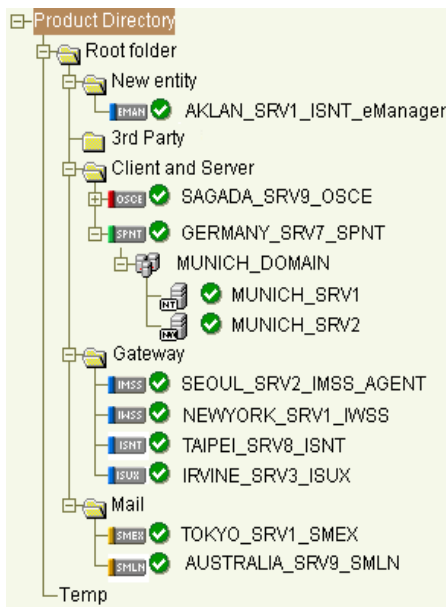 Product Directory
Root folder
New entity
EMAN AKLAN_SRV1_ISNT_eManager
3rd Party
Client and Server
OSCE SAGADA_SRV9_OSCE
SPNT GERMANY_SRV7_SPNT
MUNICH_DOMAIN
NT MUNICH_SRV1
NW MUNICH_SRV2
Gateway
IMSS SEOUL_SRV2_IMSS_AGENT
IWSS NEWYORK_SRV1_IWSS
ISNT TAIPEI_SRV8_ISNT
ISUX IRVINE_SRV3_ISUX
Mail
SMEX TOKYO_SRV1_SMEX
SMLN AUSTRALIA_SRV9_SMLN
Temp